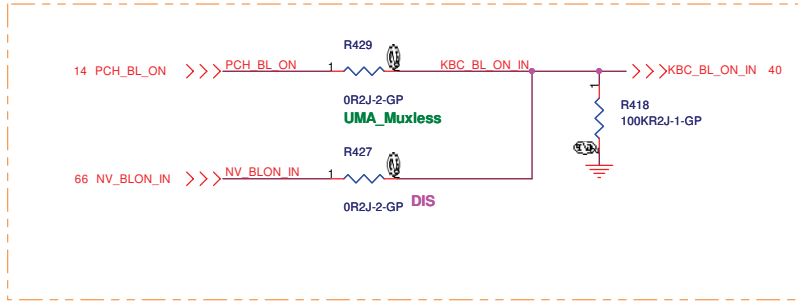 R429
14 PCH_BL_ON
PCH_BL_ON
1
KBC_BL_ON_IN
KBC_BL_ON_IN 40
0R2J-2-GP
UMA_Muxless
1
R418
100KR2J-1-GP
R427
66 NV_BLON_IN
NV_BLON_IN
1
0R2J-2-GP
DIS